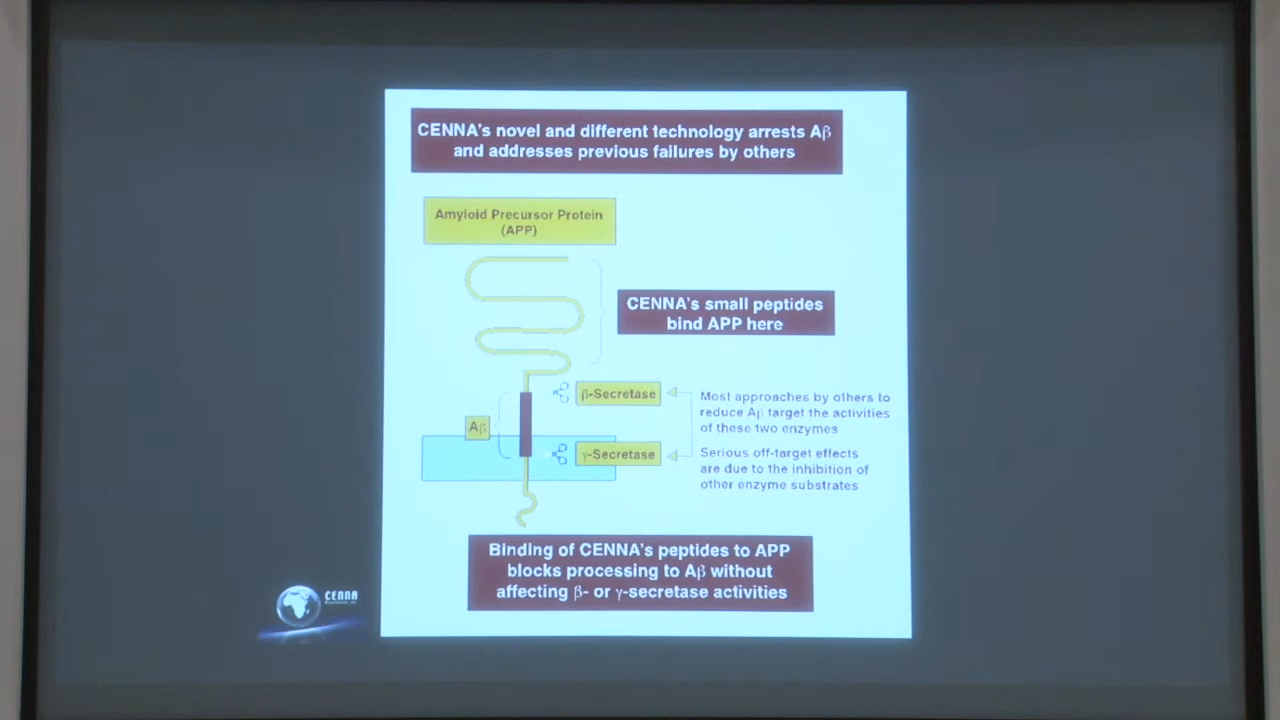 CENNA's novel and different technology arrests Aβ
and addresses previous failures by others
Amyloid Precursor Protein
(APP)
CENNA's small peptides
bind APP here
β-Secretase
Most approaches by others to
reduce Aβ target the activities
of these two enzymes
Aβ
γ-Secretase
Serious off-target effects
are due to the inhibition of
other enzyme substrates
Binding of CENNA's peptides to APP
blocks processing to Aβ without
affecting β- or γ-secretase activities
CENNA